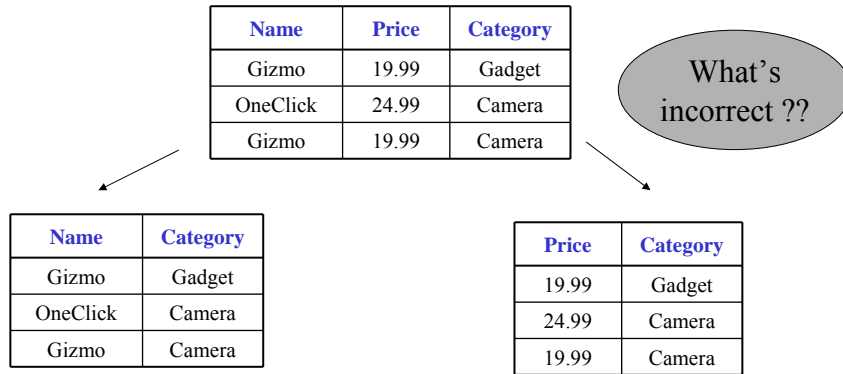 Name Price Category
Gizmo 19.99 Gadget
OneClick 24.99 Camera
Gizmo 19.99 Camera
What's
incorrect ??
Name Category
Gizmo Gadget
OneClick Camera
Gizmo Camera
Price Category
19.99 Gadget
24.99 Camera
19.99 Camera